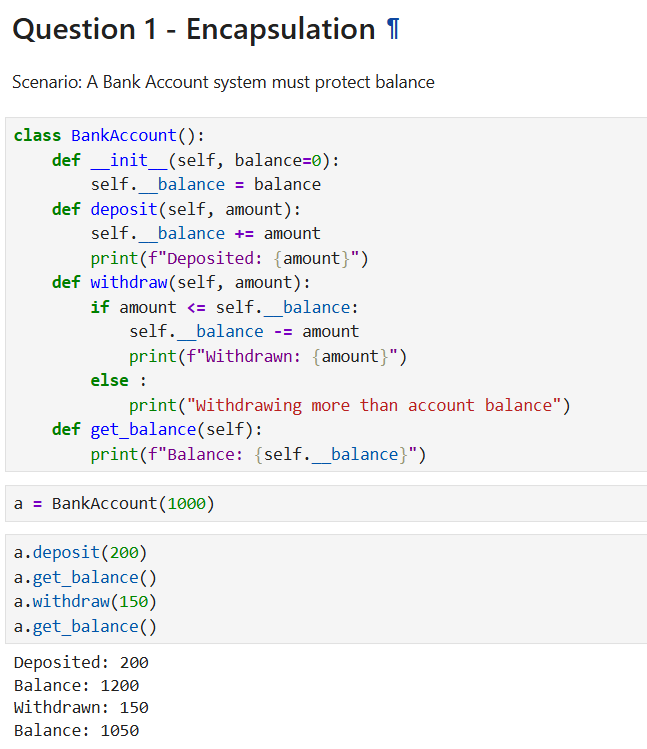 Question 1 - Encapsulation ¶
Scenario: A Bank Account system must protect balance
class BankAccount():
    def __init__(self, balance=0):
        self.__balance = balance
    def deposit(self, amount):
        self.__balance += amount
        print(f"Deposited: {amount}")
    def withdraw(self, amount):
        if amount <= self.__balance:
            self.__balance -= amount
            print(f"Withdrawn: {amount}")
        else :
            print("Withdrawing more than account balance")
    def get_balance(self):
        print(f"Balance: {self.__balance}")
a = BankAccount(1000)
a.deposit(200)
a.get_balance()
a.withdraw(150)
a.get_balance()
Deposited: 200
Balance: 1200
Withdrawn: 150
Balance: 1050